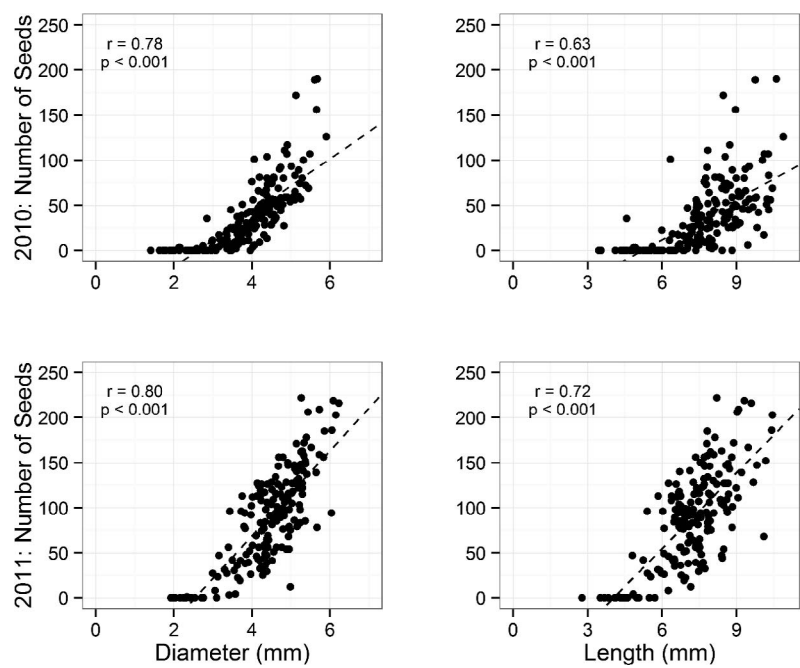 2010: Number of Seeds
250
200
150
100
50
0
r = 0.78
p < 0.001
0 2 4 6
250
200
150
100
50
0
r = 0.63
p < 0.001
0 3 6 9
2011: Number of Seeds
250
200
150
100
50
0
r = 0.80
p < 0.001
0 2 4 6
Diameter (mm)
250
200
150
100
50
0
r = 0.72
p < 0.001
0 3 6 9
Length (mm)